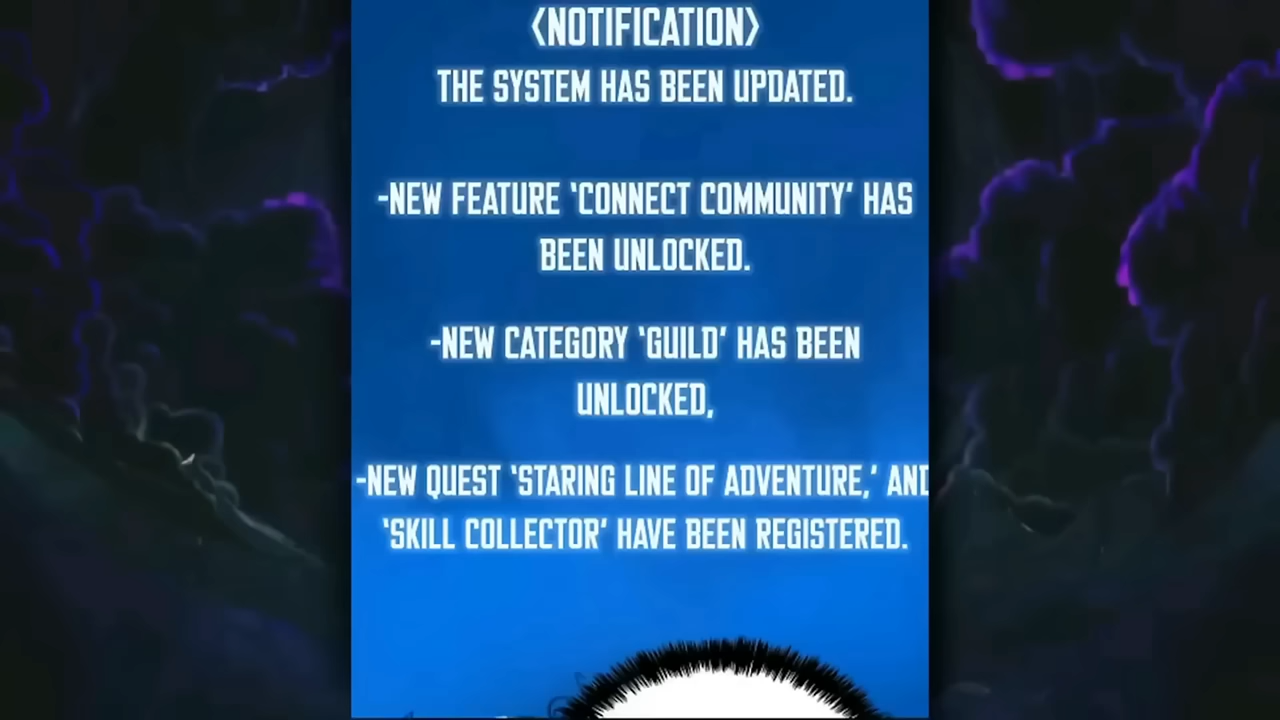 <NOTIFICATION>
THE SYSTEM HAS BEEN UPDATED.
-NEW FEATURE 'CONNECT COMMUNITY' HAS
BEEN UNLOCKED.
-NEW CATEGORY 'GUILD' HAS BEEN
UNLOCKED,
-NEW QUEST 'STARING LINE OF ADVENTURE,' AND
'SKILL COLLECTOR' HAVE BEEN REGISTERED.